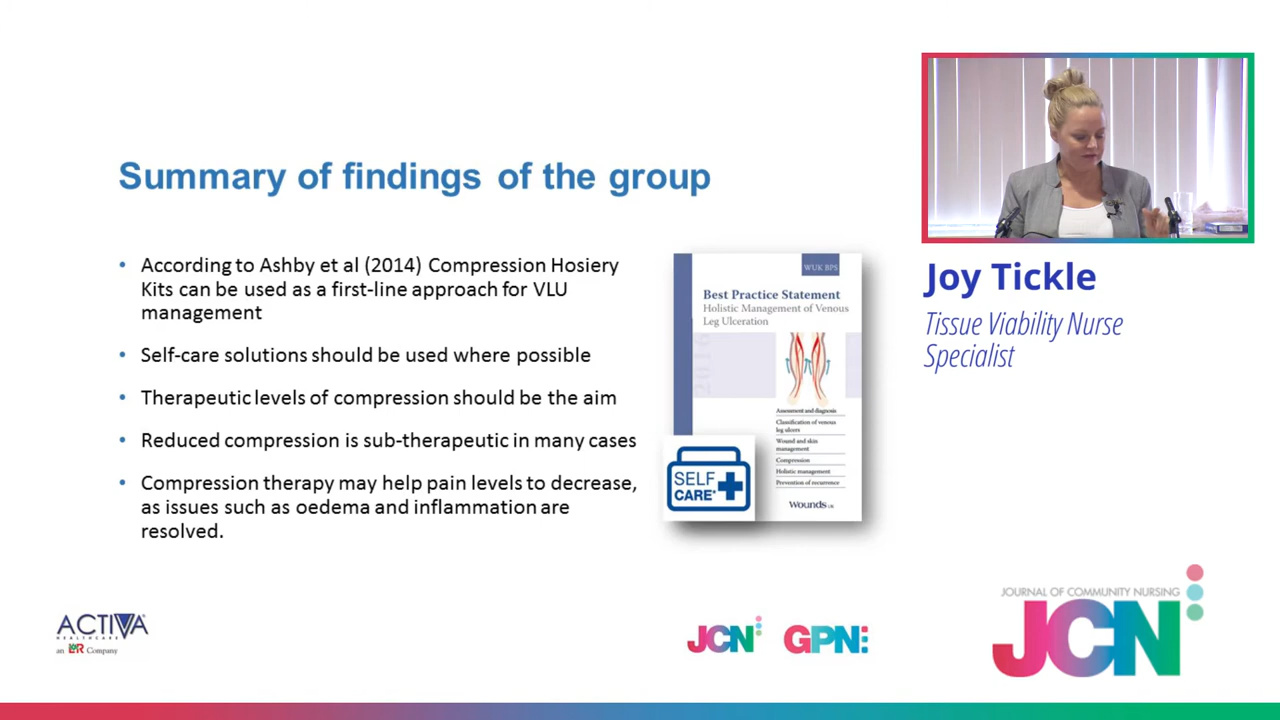 Summary of findings of the group
• According to Ashby et al (2014) Compression Hosiery
Kits can be used as a first-line approach for VLU
management
• Self-care solutions should be used where possible
• Therapeutic levels of compression should be the aim
• Reduced compression is sub-therapeutic in many cases
• Compression therapy may help pain levels to decrease,
as issues such as oedema and inflammation are
resolved.
WUK BPS
Best Practice Statement
Holistic Management of Venous
Leg Ulceration
2016
Assessment and diagnosis
Classification of venous
leg ulcers
Wound and skin
management
Compression
Holistic management
Prevention of recurrence
Wounds UK
SELF
CARE
Joy Tickle
Tissue Viability Nurse
Specialist
ACTIVA
HEALTHCARE
an L&R Company
JCN
GPN
JOURNAL OF COMMUNITY NURSING
JCN